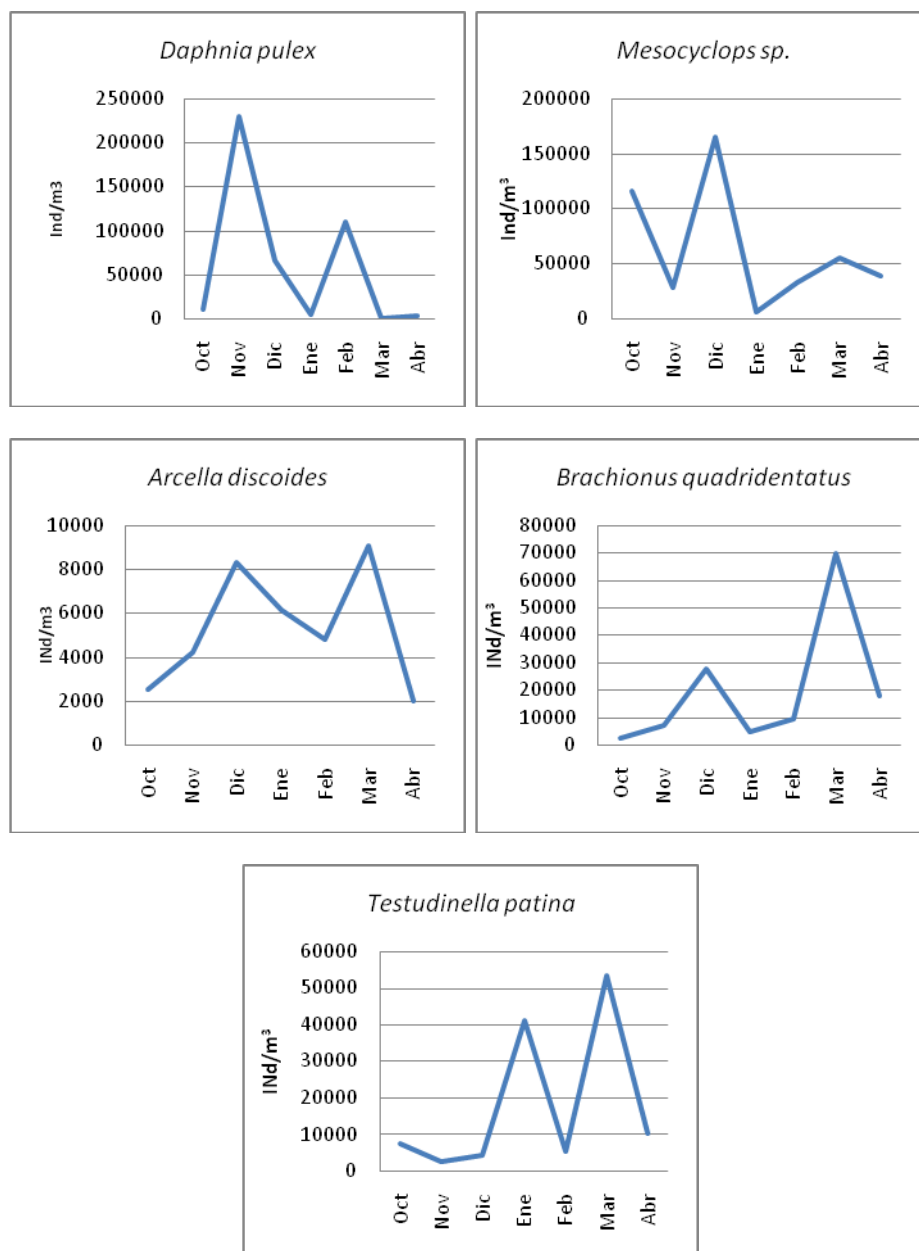 Daphnia pulex
250000
200000
150000
100000
50000
0
Ind/m3
Oct
Nov
Dic
Ene
Feb
Mar
Abr
Mesocyclops sp.
200000
150000
100000
50000
0
Ind/m³
Oct
Nov
Dic
Ene
Feb
Mar
Abr
Arcella discoides
10000
8000
6000
4000
2000
0
INd/m3
Oct
Nov
Dic
Ene
Feb
Mar
Abr
Brachionus quadridentatus
80000
70000
60000
50000
40000
30000
20000
10000
0
INd/m³
Oct
Nov
Dic
Ene
Feb
Mar
Abr
Testudinella patina
60000
50000
40000
30000
20000
10000
0
INd/m³
Oct
Nov
Dic
Ene
Feb
Mar
Abr